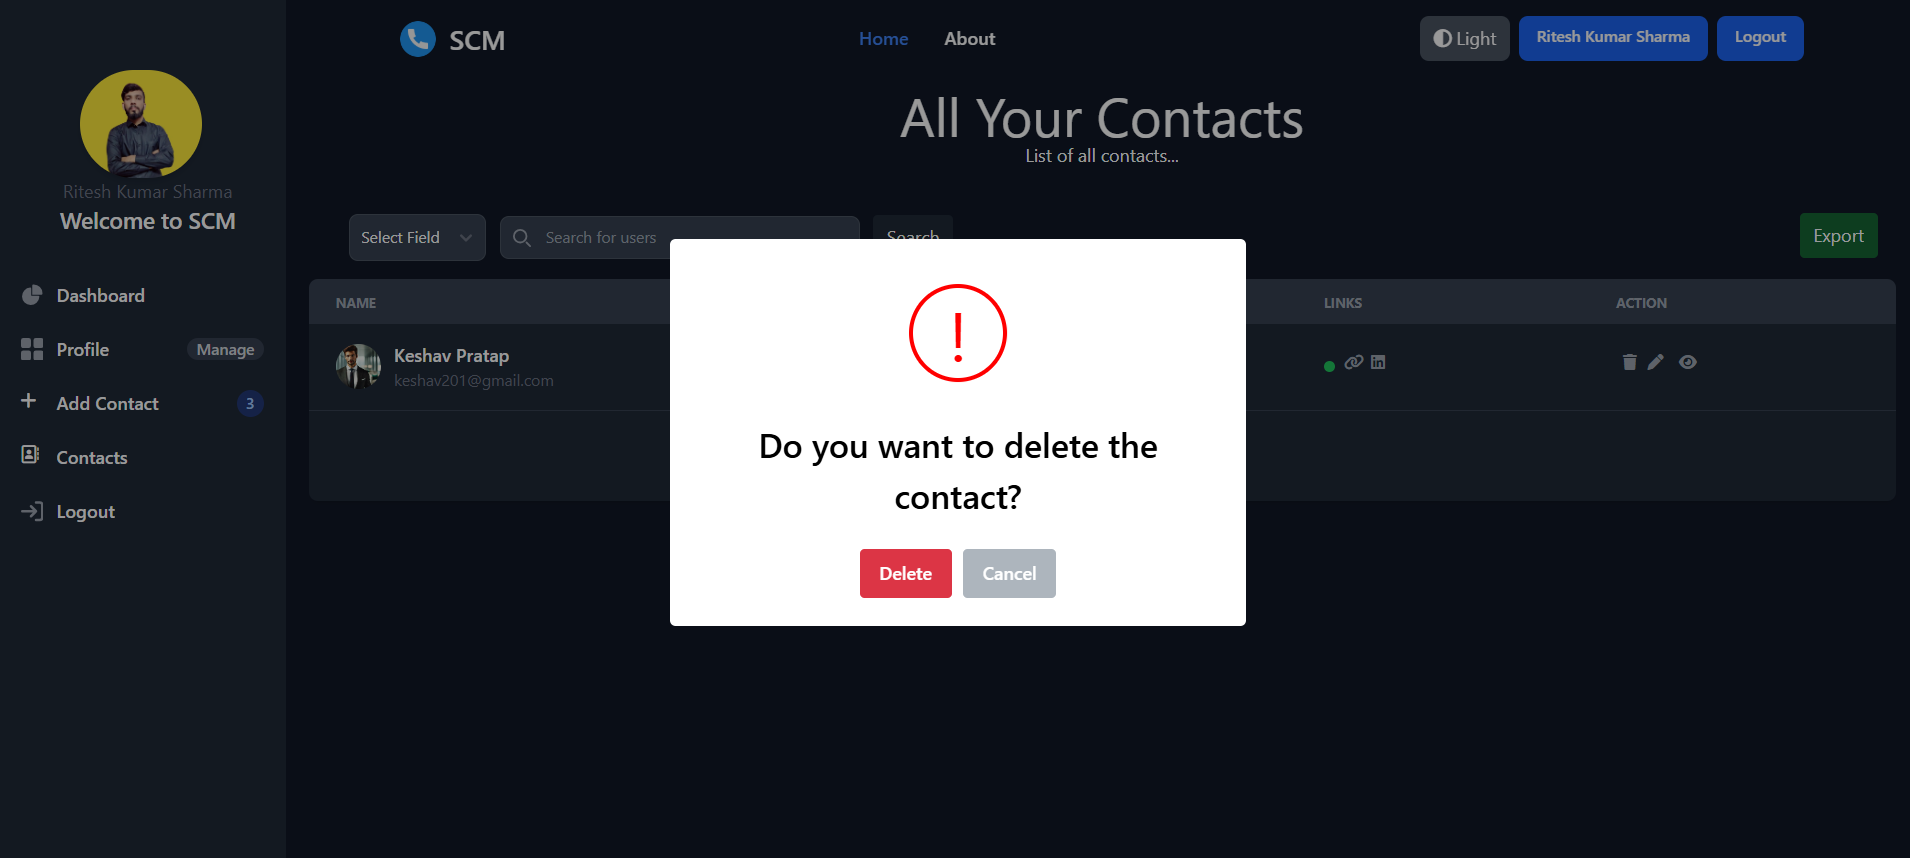 SCM
Home
About
Light
Ritesh Kumar Sharma
Logout
Ritesh Kumar Sharma
Welcome to SCM
Dashboard
Profile
Manage
Add Contact
3
Contacts
Logout
All Your Contacts
List of all contacts...
Select Field
Search for users
Search
Export
NAME
LINKS
ACTION
Keshav Pratap
keshav201@gmail.com
!
Do you want to delete the
contact?
Delete
Cancel